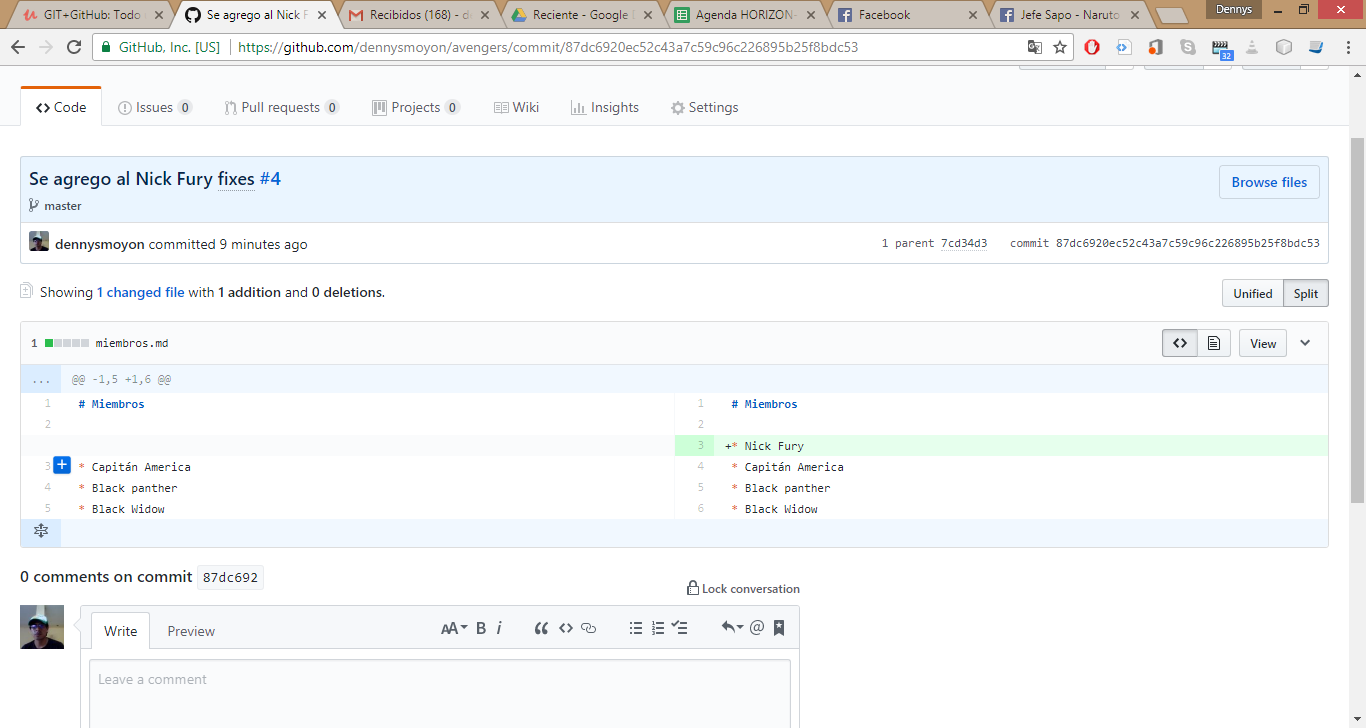 GIT+GitHub: Todo
Se agrego al Nick F
Recibidos (168) - d
Reciente - Google
Agenda HORIZON
Facebook
Jefe Sapo - Naruto
Dennys
GitHub, Inc. [US]
https://github.com/dennysmoyon/avengers/commit/87dc6920ec52c43a7c59c96c226895b25f8bdc53
32
Code
Issues 0
Pull requests 0
Projects 0
Wiki
Insights
Settings
Se agrego al Nick Fury fixes #4
Browse files
master
dennysmoyon committed 9 minutes ago
1 parent 7cd34d3 commit 87dc6920ec52c43a7c59c96c226895b25f8bdc53
Showing 1 changed file with 1 addition and 0 deletions.
Unified Split
1 miembros.md
View
... @@ -1,5 +1,6 @@
1 # Miembros 1 # Miembros
2 2
3 +* Nick Fury
3 + * Capitán America 4 * Capitán America
4 * Black panther 5 * Black panther
5 * Black Widow 6 * Black Widow
0 comments on commit 87dc692
Lock conversation
Write Preview
AA B i
Leave a comment